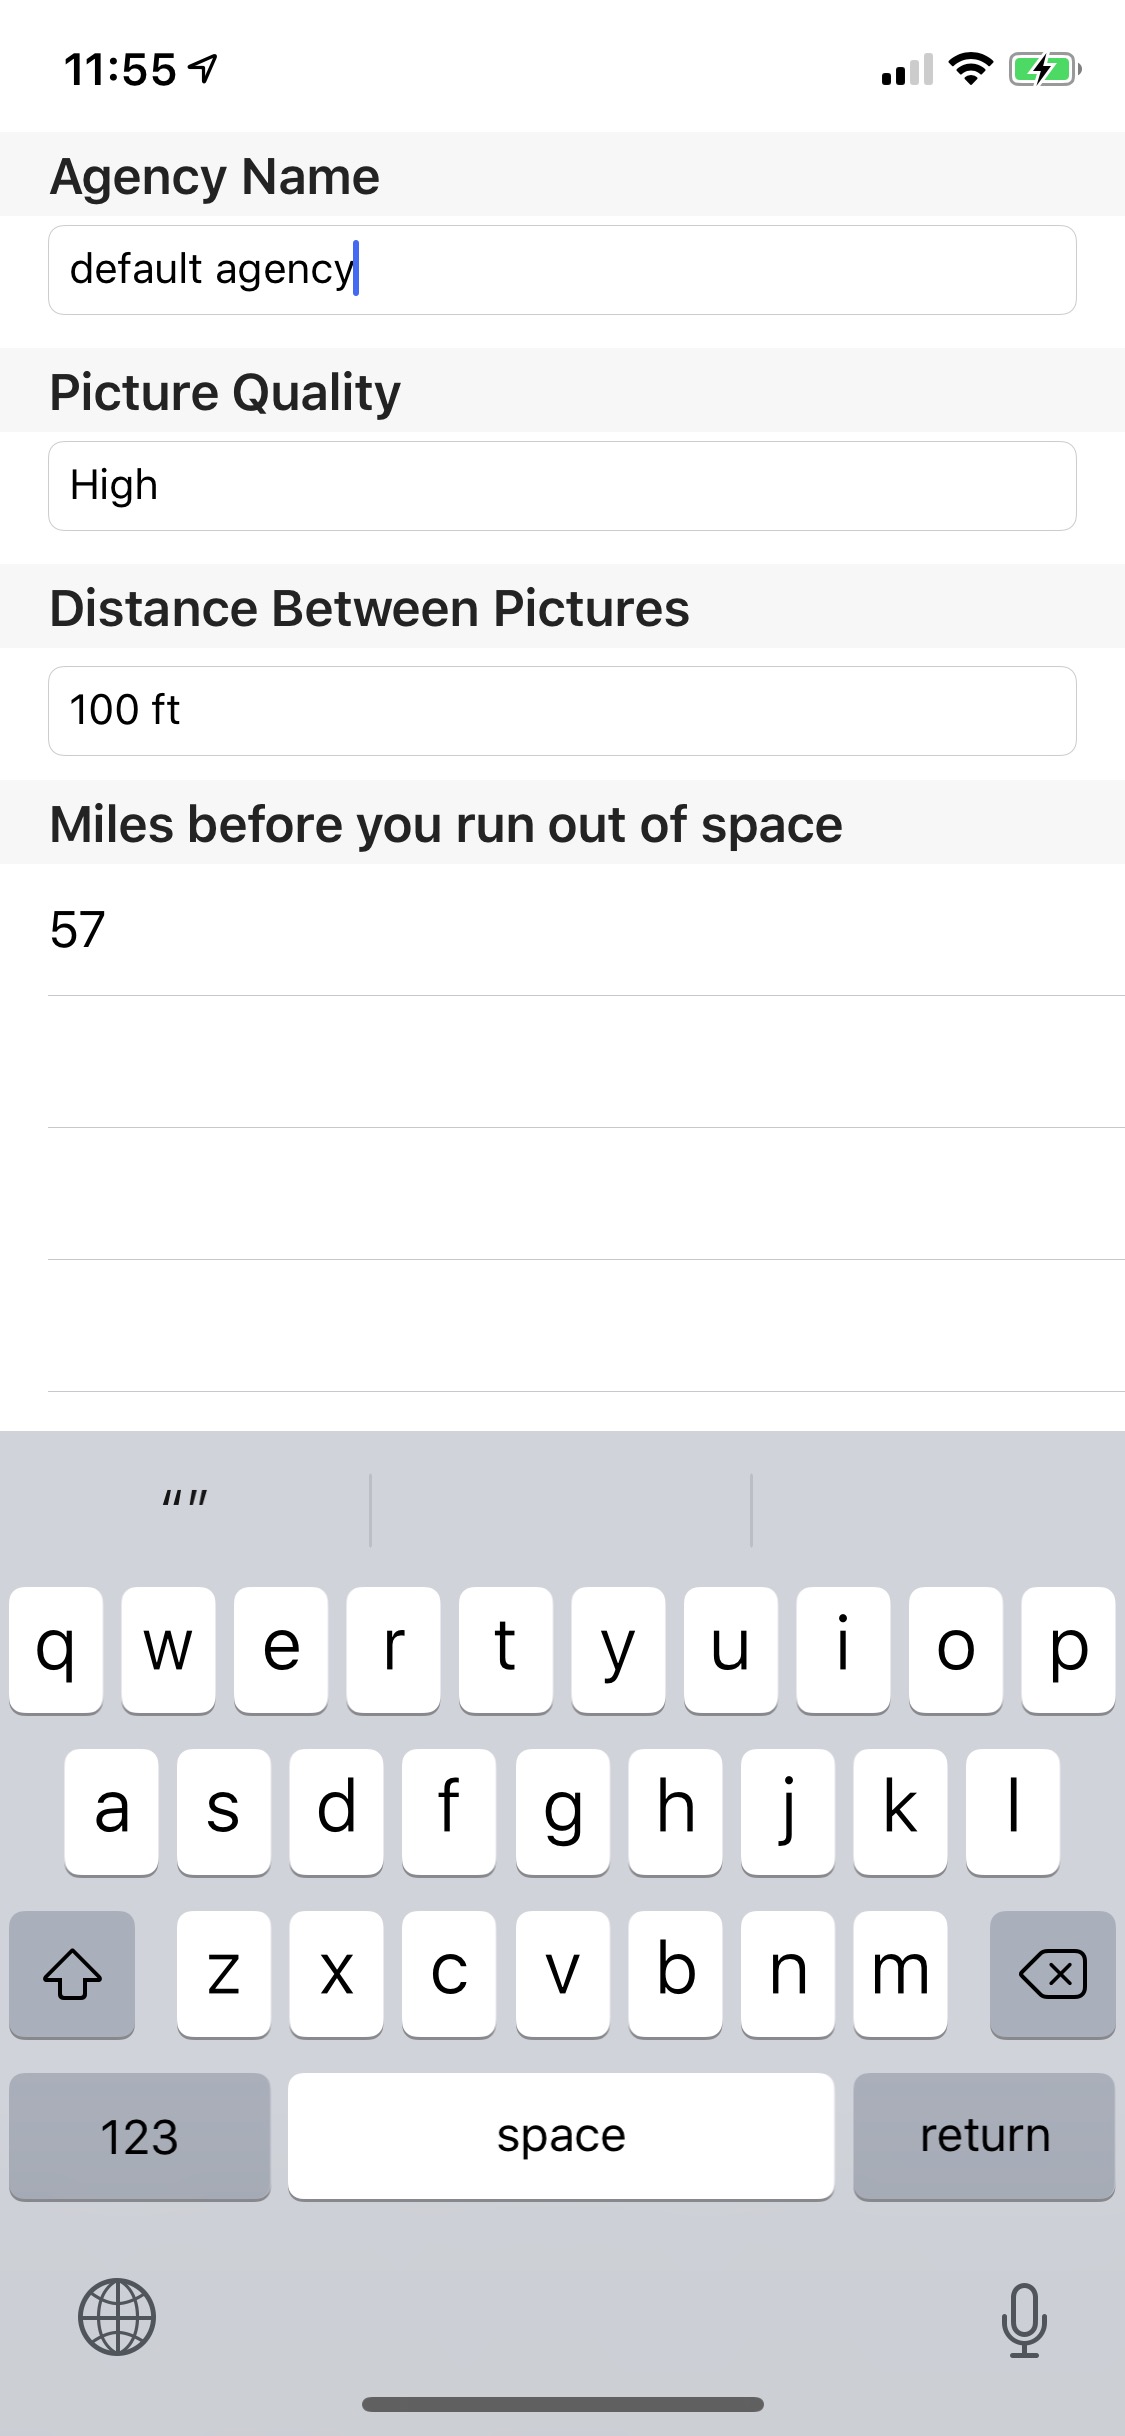 11:55
Agency Name
default agency
Picture Quality
High
Distance Between Pictures
100 ft
Miles before you run out of space
57
“”
q w e r t y u i o p
a s d f g h j k l
z x c v b n m
123 space return